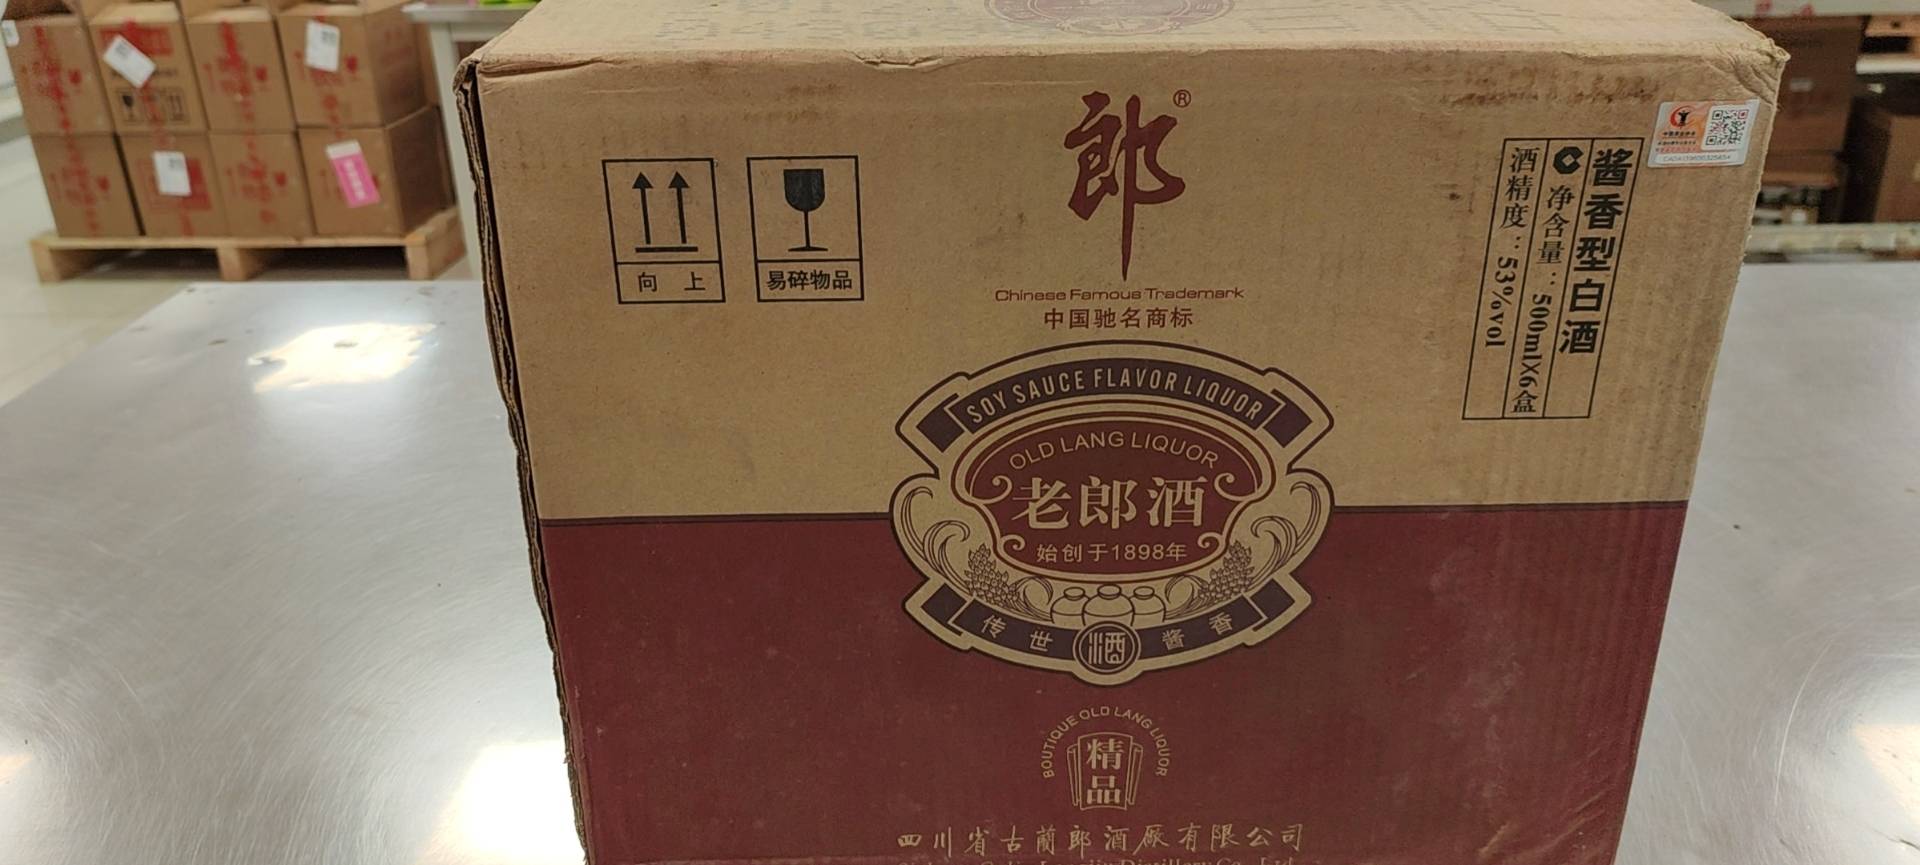 郎®
Chinese Famous Trademark
中国驰名商标
向 上
易碎物品
酱香型白酒
净含量：500mlX6盒
酒精度：53%vol
SOY SAUCE FLAVOR LIQUOR
OLD LANG LIQUOR
老郎酒
始创于1898年
传世酒酱香
BOUTIQUE OLD LANG LIQUOR
精品
四川省古蔺郎酒厂有限公司